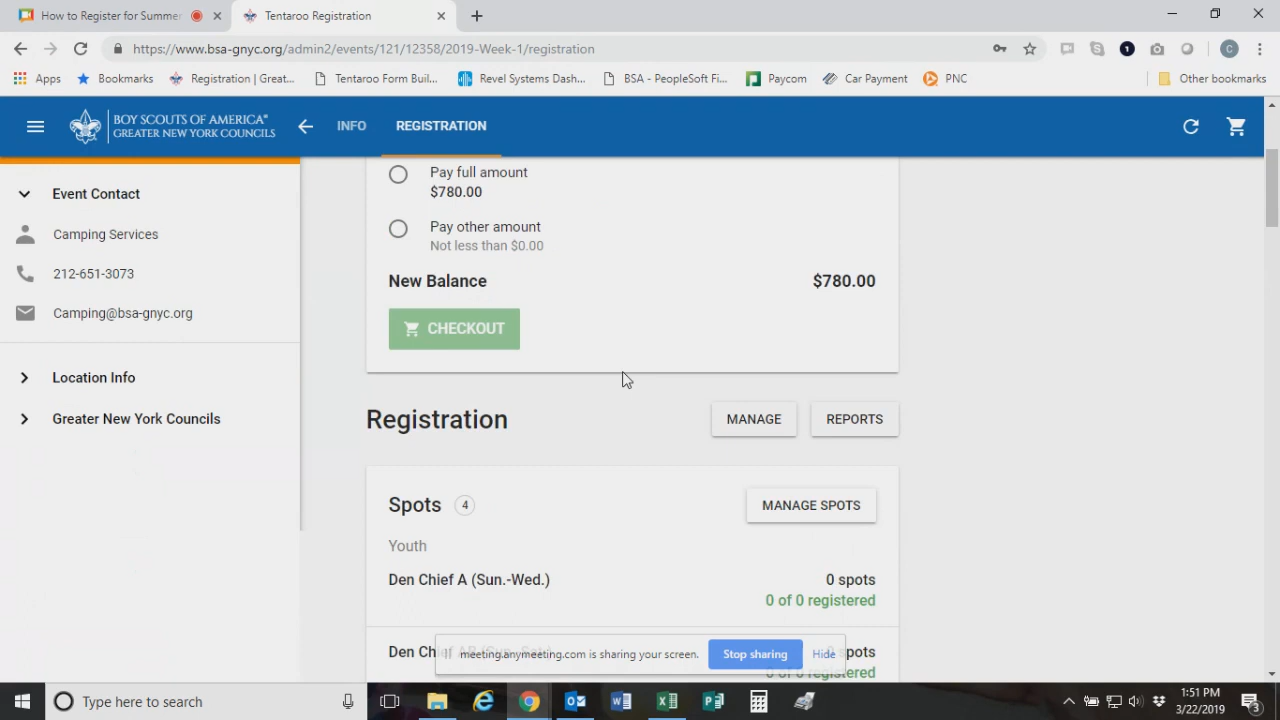 How to Register for Summer
Tentaroo Registration
https://www.bsa-gnyc.org/admin2/events/121/12358/2019-Week-1/registration
Apps
Bookmarks
Registration | Great...
Tentaroo Form Buil...
Revel Systems Dash...
BSA - PeopleSoft Fi...
Paycom
Car Payment
PNC
Other bookmarks
BOY SCOUTS OF AMERICA®
GREATER NEW YORK COUNCILS
INFO
REGISTRATION
Event Contact
Camping Services
212-651-3073
Camping@bsa-gnyc.org
Location Info
Greater New York Councils
Pay full amount
$780.00
Pay other amount
Not less than $0.00
New Balance $780.00
CHECKOUT
Registration
MANAGE
REPORTS
Spots 4
MANAGE SPOTS
Youth
Den Chief A (Sun.-Wed.) 0 spots
0 of 0 registered
Den spots
0 of 0 registered
meeting.anymeeting.com is sharing your screen.
Stop sharing
Hide
Type here to search
1:51 PM
3/22/2019